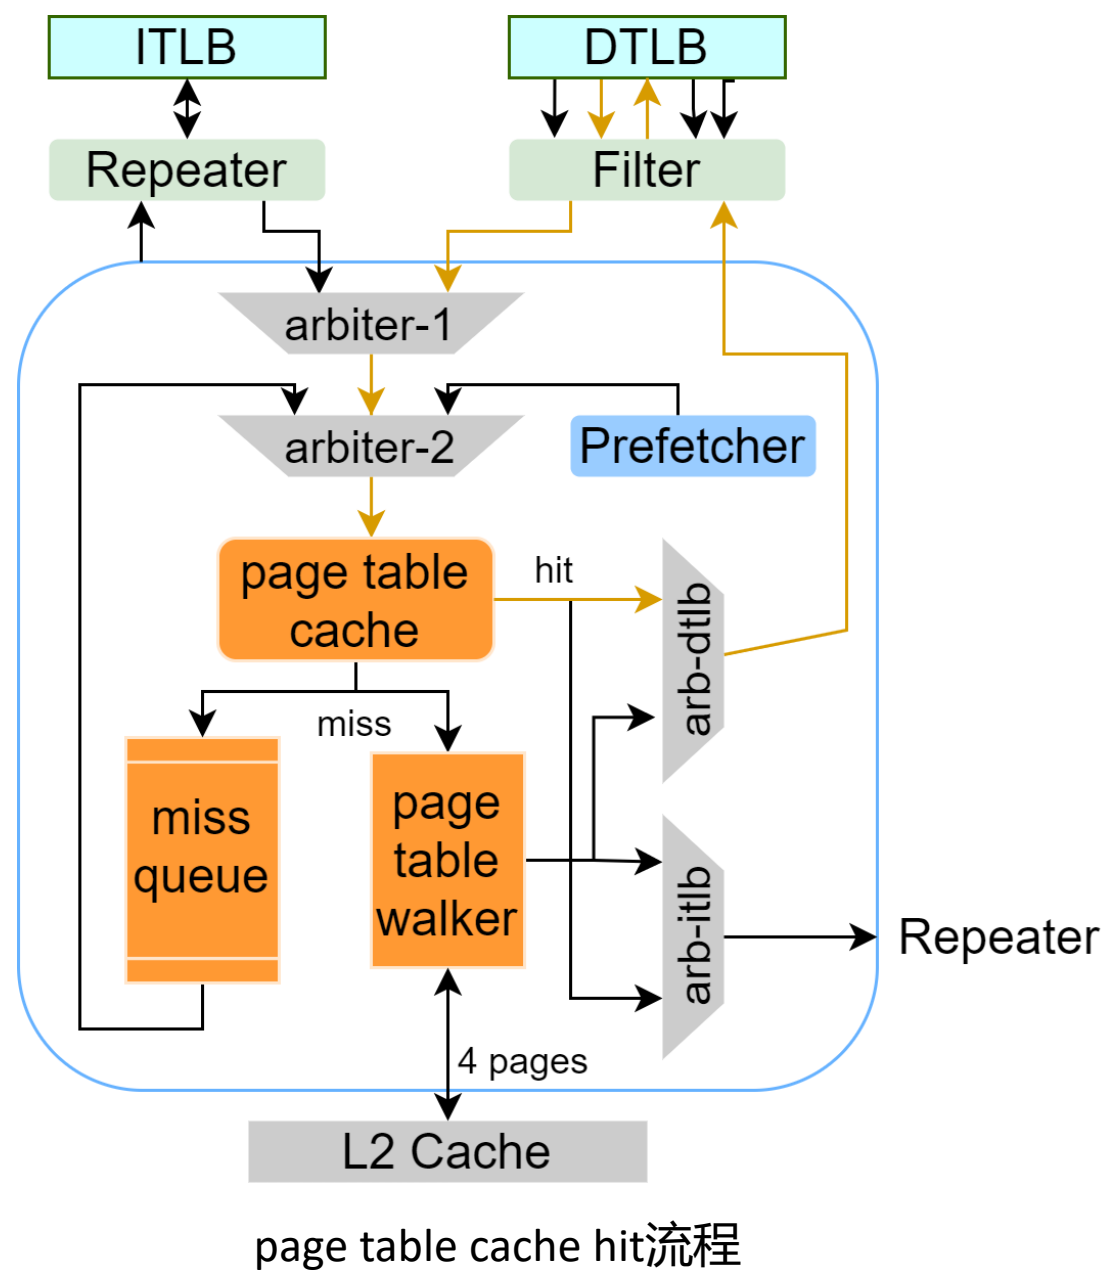 ITLB
DTLB
Repeater
Filter
arbiter-1
arbiter-2
Prefetcher
page table
cache
hit
arb-dtlb
miss
miss
queue
page
table
walker
arb-itlb
Repeater
4 pages
L2 Cache
page table cache hit流程